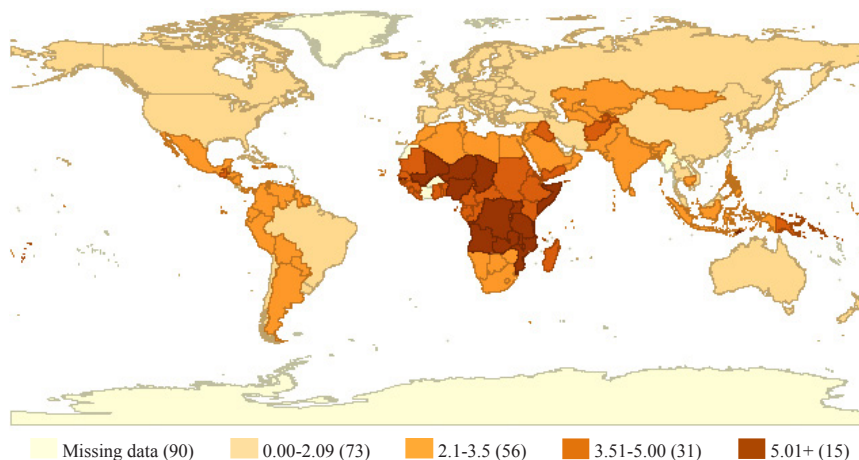 Missing data (90) 0.00-2.09 (73) 2.1-3.5 (56) 3.51-5.00 (31) 5.01+ (15)